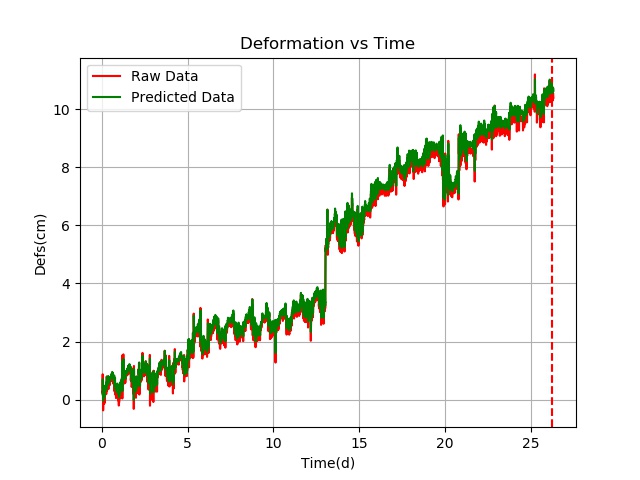 Deformation vs Time
Raw Data
Predicted Data
Defs(cm)
10
8
6
4
2
0
0 5 10 15 20 25
Time(d)